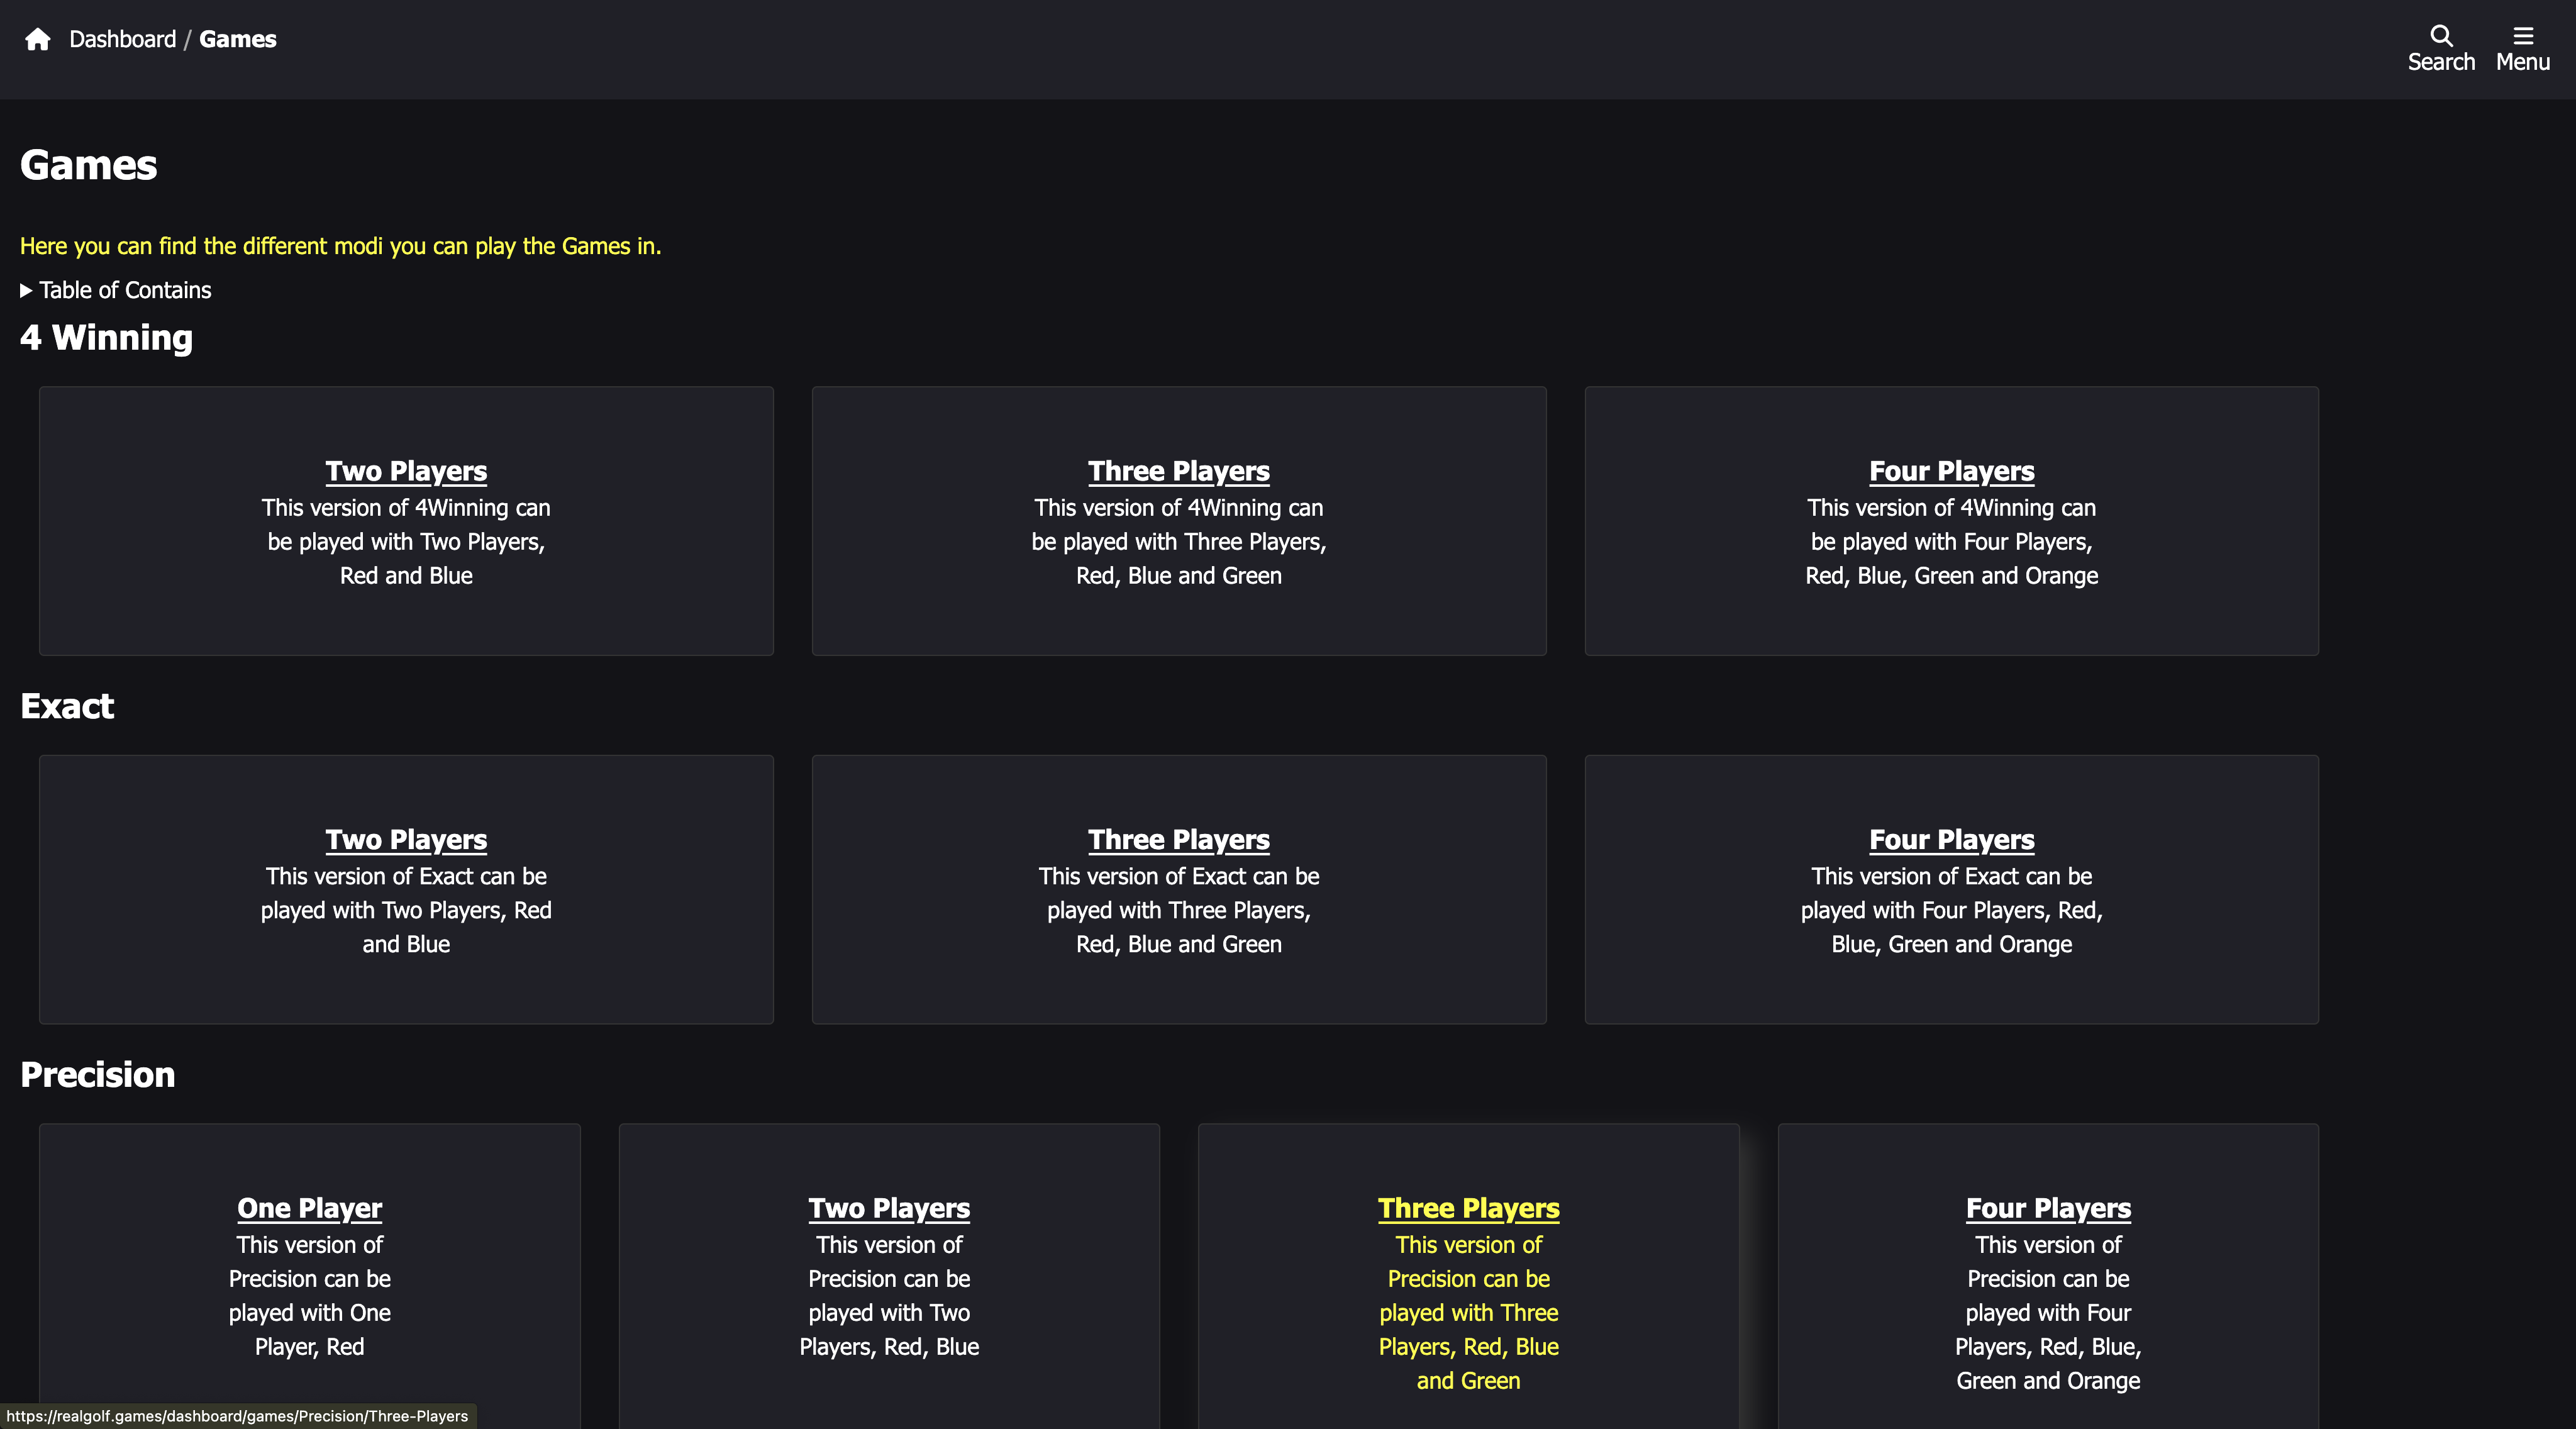 Dashboard / Games
Search
Menu
Games
Here you can find the different modi you can play the Games in.
Table of Contains
4 Winning
Two Players
This version of 4Winning can
be played with Two Players,
Red and Blue
Three Players
This version of 4Winning can
be played with Three Players,
Red, Blue and Green
Four Players
This version of 4Winning can
be played with Four Players,
Red, Blue, Green and Orange
Exact
Two Players
This version of Exact can be
played with Two Players, Red
and Blue
Three Players
This version of Exact can be
played with Three Players,
Red, Blue and Green
Four Players
This version of Exact can be
played with Four Players, Red,
Blue, Green and Orange
Precision
One Player
This version of
Precision can be
played with One
Player, Red
Two Players
This version of
Precision can be
played with Two
Players, Red, Blue
Three Players
This version of
Precision can be
played with Three
Players, Red, Blue
and Green
Four Players
This version of
Precision can be
played with Four
Players, Red, Blue,
Green and Orange
https://realgolf.games/dashboard/games/Precision/Three-Players